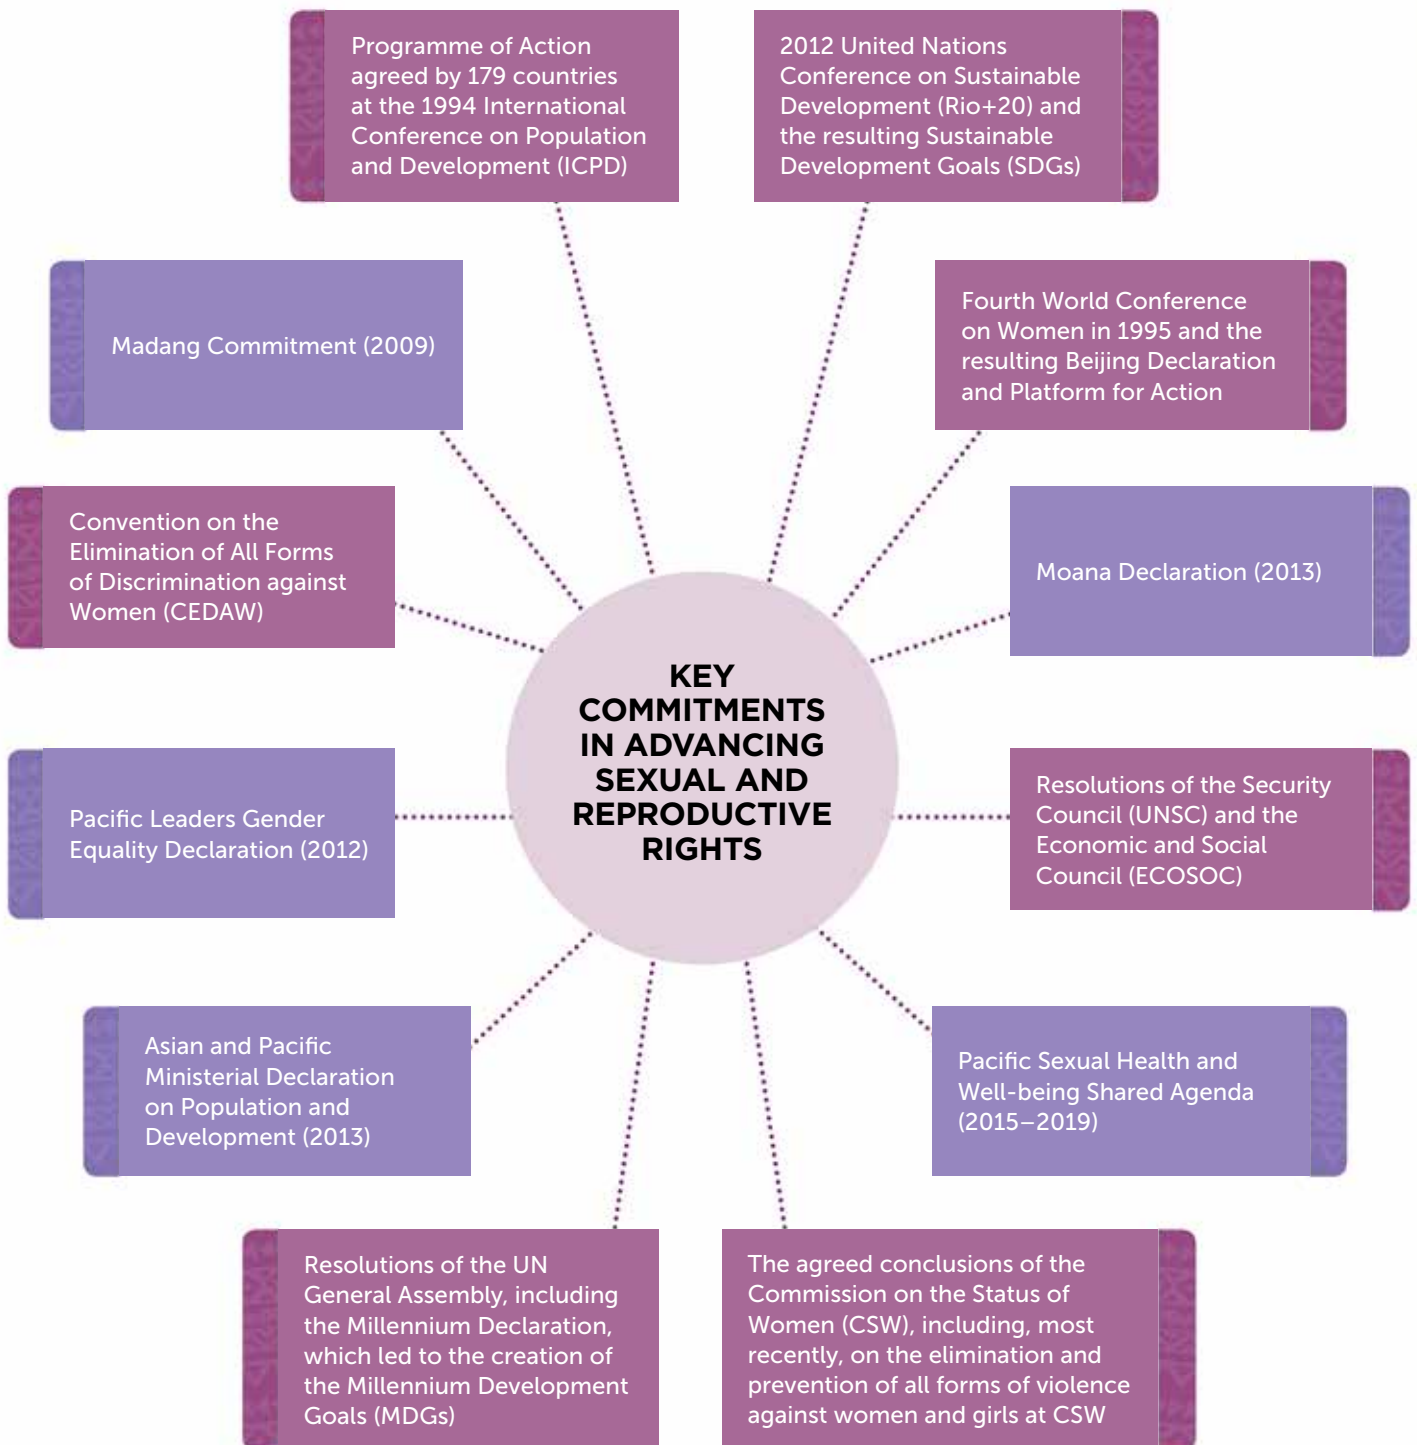 Programme of Action
agreed by 179 countries
at the 1994 International
Conference on Population
and Development (ICPD)
2012 United Nations
Conference on Sustainable
Development (Rio+20) and
the resulting Sustainable
Development Goals (SDGs)
Madang Commitment (2009)
Fourth World Conference
on Women in 1995 and the
resulting Beijing Declaration
and Platform for Action
Convention on the
Elimination of All Forms
of Discrimination against
Women (CEDAW)
Moana Declaration (2013)
KEY
COMMITMENTS
IN ADVANCING
SEXUAL AND
REPRODUCTIVE
RIGHTS
Pacific Leaders Gender
Equality Declaration (2012)
Resolutions of the Security
Council (UNSC) and the
Economic and Social
Council (ECOSOC)
Asian and Pacific
Ministerial Declaration
on Population and
Development (2013)
Pacific Sexual Health and
Well-being Shared Agenda
(2015–2019)
Resolutions of the UN
General Assembly, including
the Millennium Declaration,
which led to the creation of
the Millennium Development
Goals (MDGs)
The agreed conclusions of the
Commission on the Status of
Women (CSW), including, most
recently, on the elimination and
prevention of all forms of violence
against women and girls at CSW